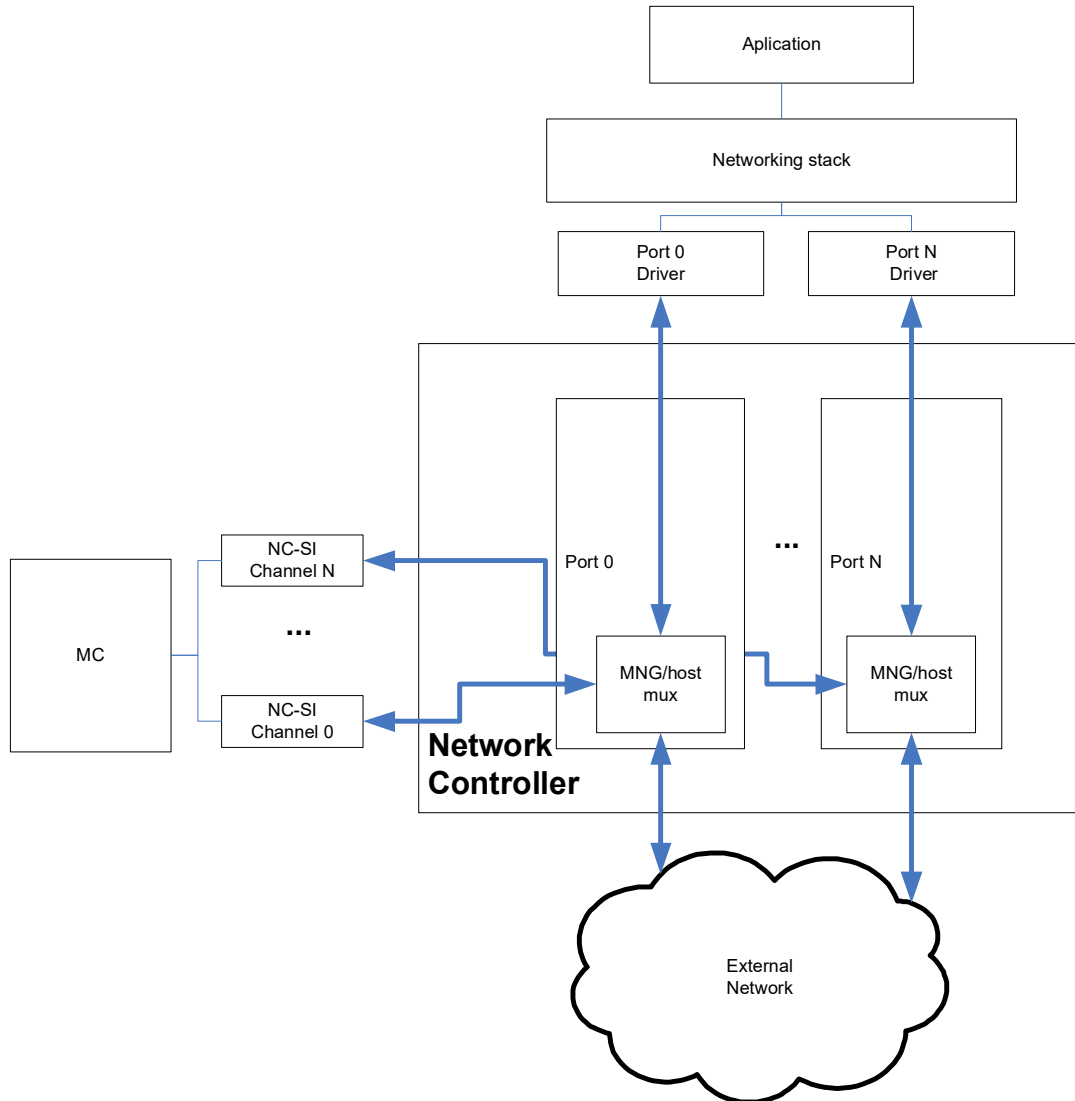 Aplication
Networking stack
Port 0
Driver
Port N
Driver
NC-SI
Channel N
...
Port 0
...
Port N
MC
...
MNG/host
mux
MNG/host
mux
NC-SI
Channel 0
Network
Controller
External
Network